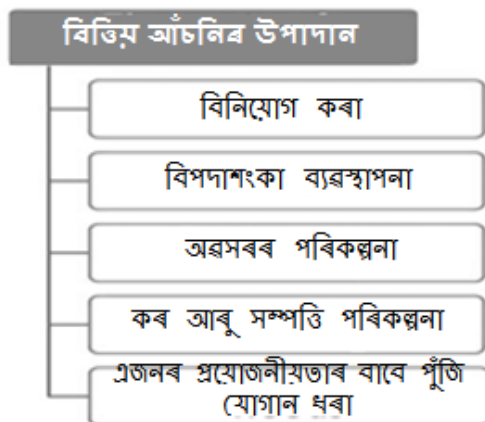 বিত্তিয় আঁচনিৰ উপাদান
বিনিয়োগ কৰা
বিপদাশংকা ব্যৱস্থাপনা
অৱসৰৰ পৰিকল্পনা
কৰ আৰু সম্পত্তি পৰিকল্পনা
এজনৰ প্ৰয়োজনীয়তাৰ বাবে পুঁজি
যোগান ধৰা